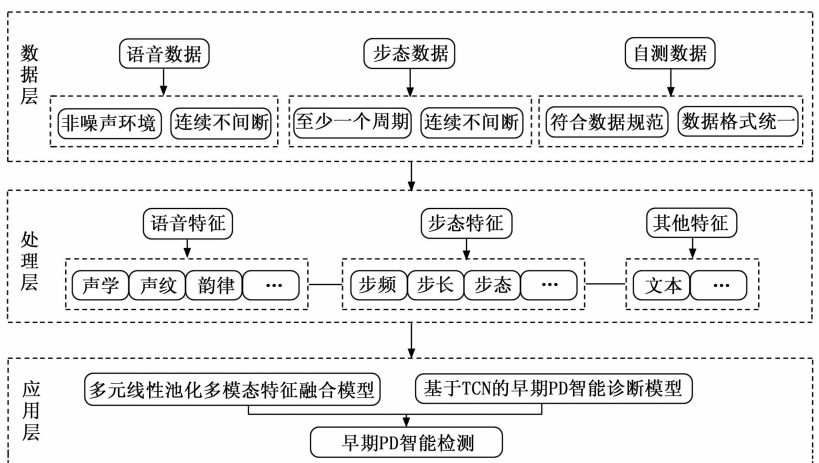 数据层
语音数据
步态数据
自测数据
非噪声环境
连续不间断
至少一个周期
连续不间断
符合数据规范
数据格式统一
处理层
语音特征
步态特征
其他特征
声学
声纹
韵律
…
步频
步长
步态
…
文本
…
应用层
多元线性池化多模态特征融合模型
基于TCN的早期PD智能诊断模型
早期PD智能检测